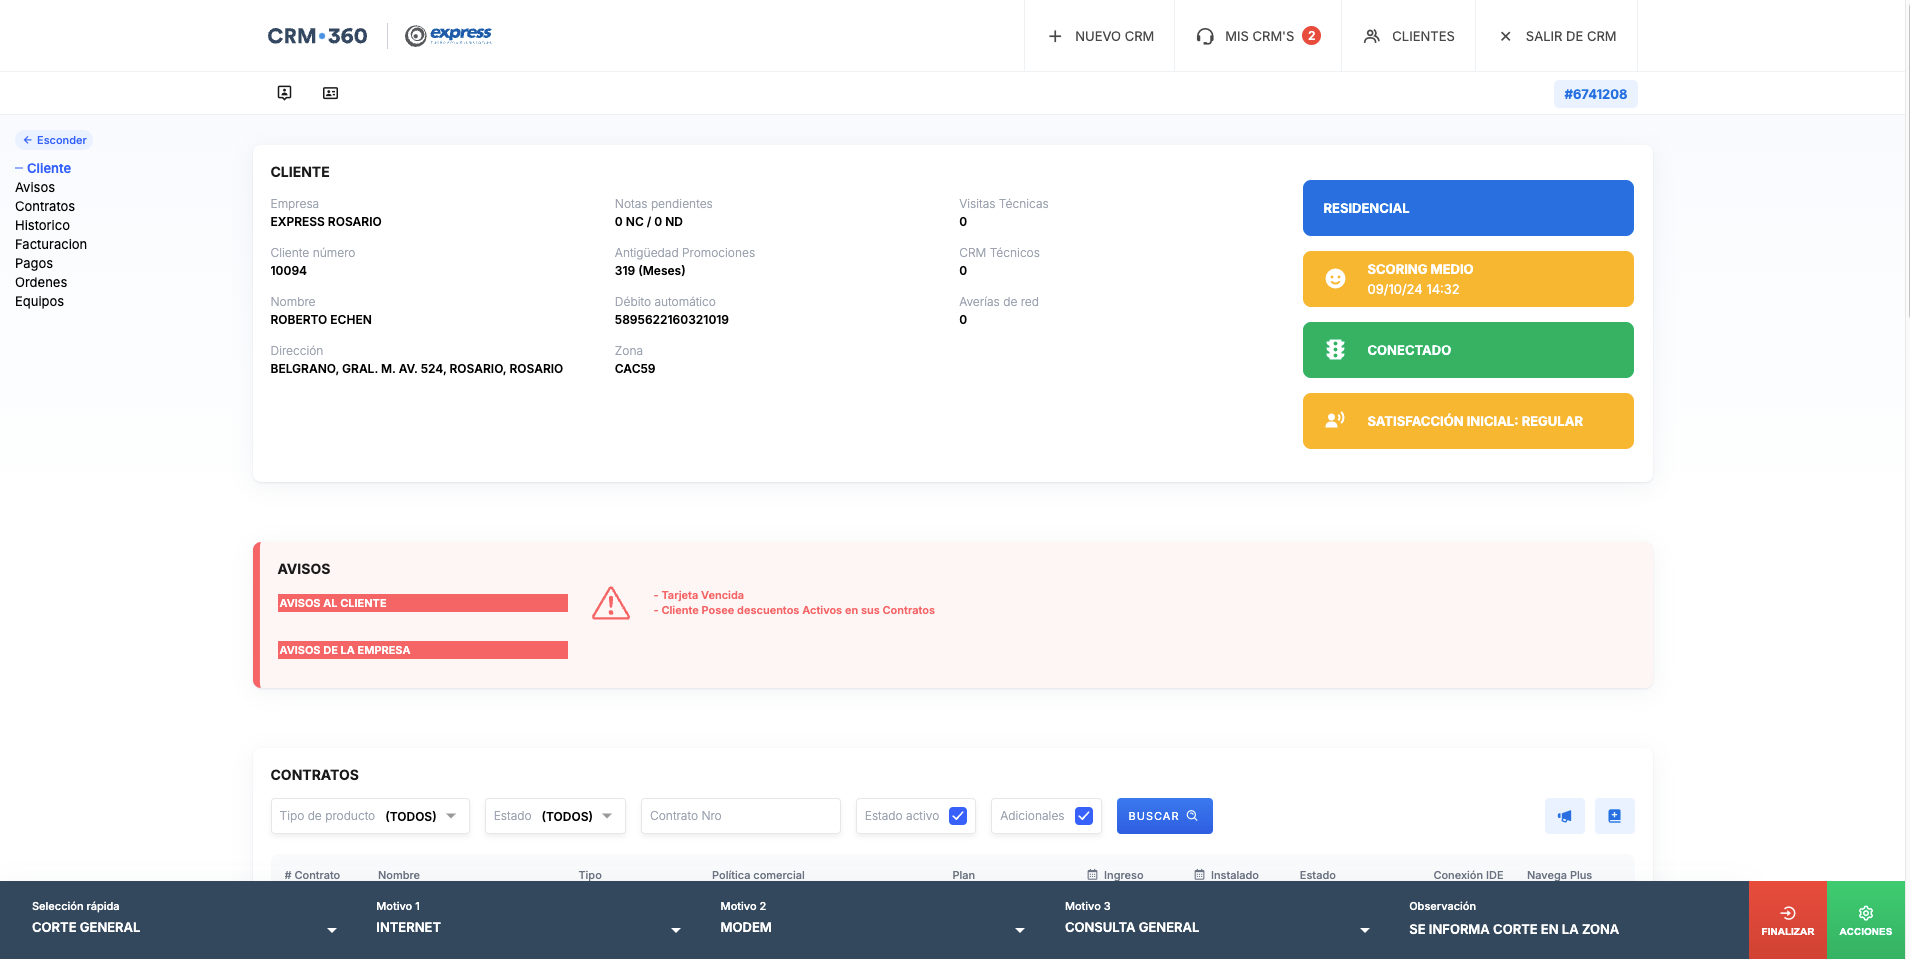 CRM•360
express
NUEVO CRM
MIS CRM'S 2
CLIENTES
SALIR DE CRM
#6741208
← Esconder
– Cliente
Avisos
Contratos
Historico
Facturacion
Pagos
Ordenes
Equipos
CLIENTE
Empresa
EXPRESS ROSARIO
Cliente número
10094
Nombre
ROBERTO ECHEN
Dirección
BELGRANO, GRAL. M. AV. 524, ROSARIO, ROSARIO
Notas pendientes
0 NC / 0 ND
Antigüedad Promociones
319 (Meses)
Débito automático
5895622160321019
Zona
CAC59
Visitas Técnicas
0
CRM Técnicos
0
Averías de red
0
RESIDENCIAL
SCORING MEDIO
09/10/24 14:32
CONECTADO
SATISFACCIÓN INICIAL: REGULAR
AVISOS
AVISOS AL CLIENTE
- Tarjeta Vencida
- Cliente Posee descuentos Activos en sus Contratos
AVISOS DE LA EMPRESA
CONTRATOS
Tipo de producto (TODOS)
Estado (TODOS)
Contrato Nro
Estado activo
Adicionales
BUSCAR
# Contrato Nombre Tipo Política comercial Plan Ingreso Instalado Estado Conexión IDE Navega Plus
Selección rápida
CORTE GENERAL
Motivo 1
INTERNET
Motivo 2
MODEM
Motivo 3
CONSULTA GENERAL
Observación
SE INFORMA CORTE EN LA ZONA
FINALIZAR
ACCIONES